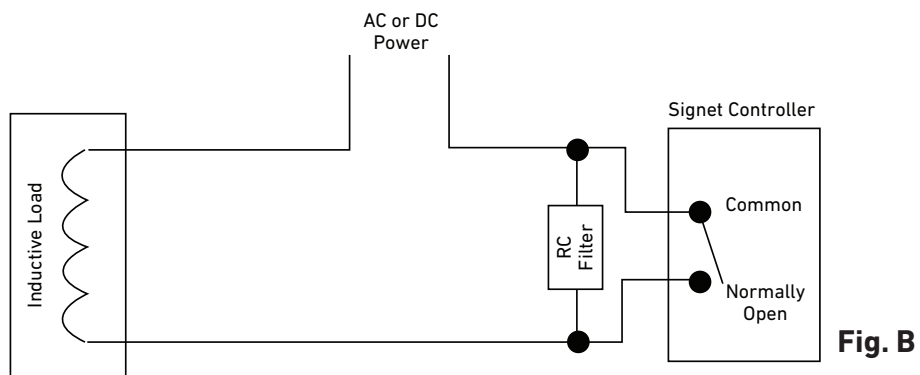 AC or DC
Power
Signet Controller
Inductive Load
RC
Filter
Common
Normally
Open
Fig. B